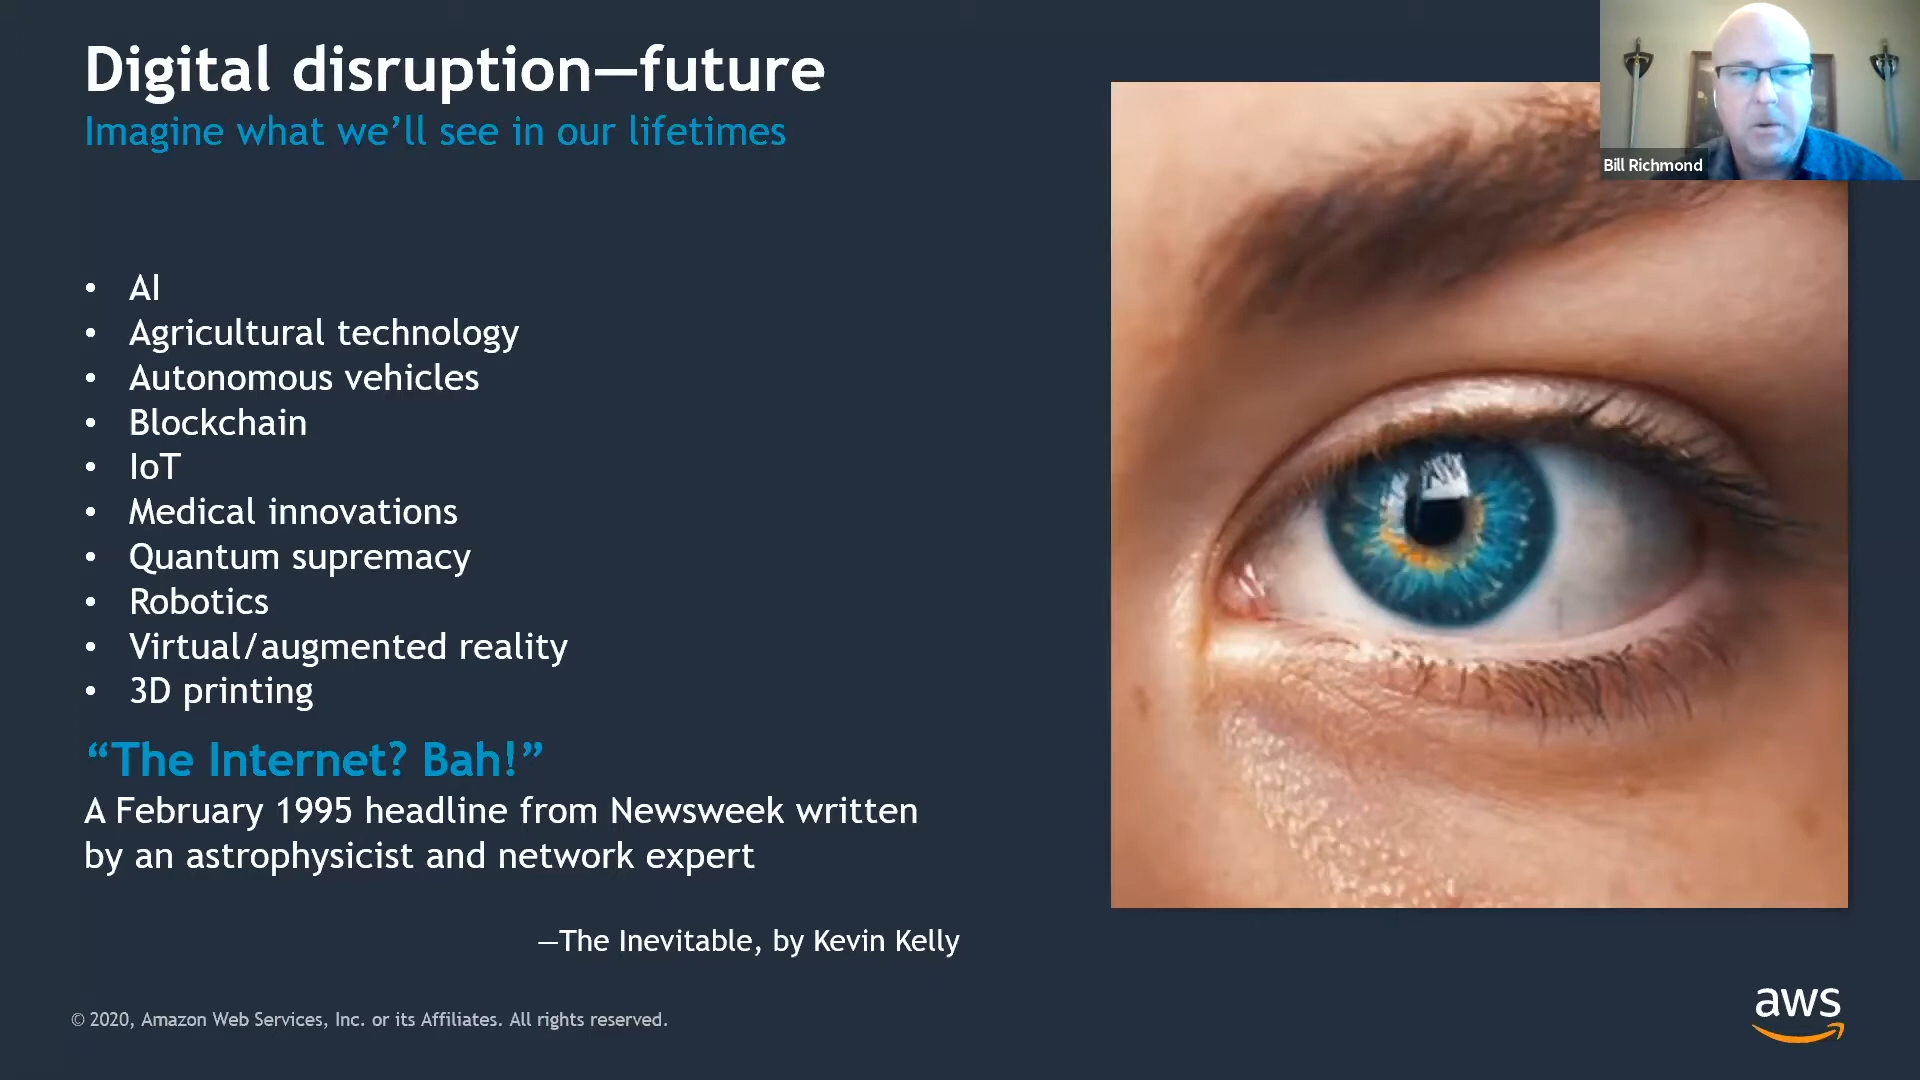 Digital disruption—future
Imagine what we’ll see in our lifetimes
Bill Richmond
• AI
• Agricultural technology
• Autonomous vehicles
• Blockchain
• IoT
• Medical innovations
• Quantum supremacy
• Robotics
• Virtual/augmented reality
• 3D printing
“The Internet? Bah!”
A February 1995 headline from Newsweek written
by an astrophysicist and network expert
—The Inevitable, by Kevin Kelly
© 2020, Amazon Web Services, Inc. or its Affiliates. All rights reserved.
aws